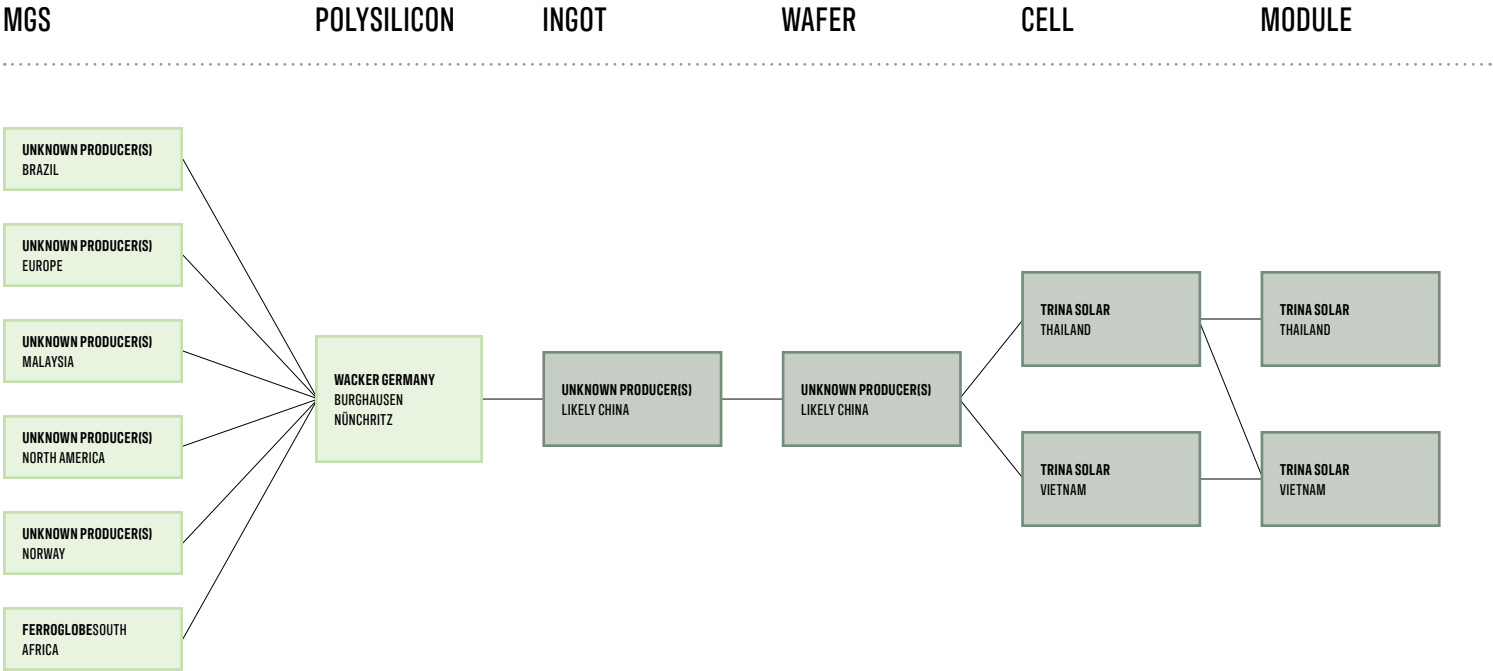 MGS
POLYSILICON
INGOT
WAFER
CELL
MODULE
UNKNOWN PRODUCER(S)
BRAZIL
UNKNOWN PRODUCER(S)
EUROPE
UNKNOWN PRODUCER(S)
MALAYSIA
UNKNOWN PRODUCER(S)
NORTH AMERICA
UNKNOWN PRODUCER(S)
NORWAY
FERROGLOBESOUTH
AFRICA
WACKER GERMANY
BURGHAUSEN
NÜNCHRITZ
UNKNOWN PRODUCER(S)
LIKELY CHINA
UNKNOWN PRODUCER(S)
LIKELY CHINA
TRINA SOLAR
THAILAND
TRINA SOLAR
VIETNAM
TRINA SOLAR
THAILAND
TRINA SOLAR
VIETNAM